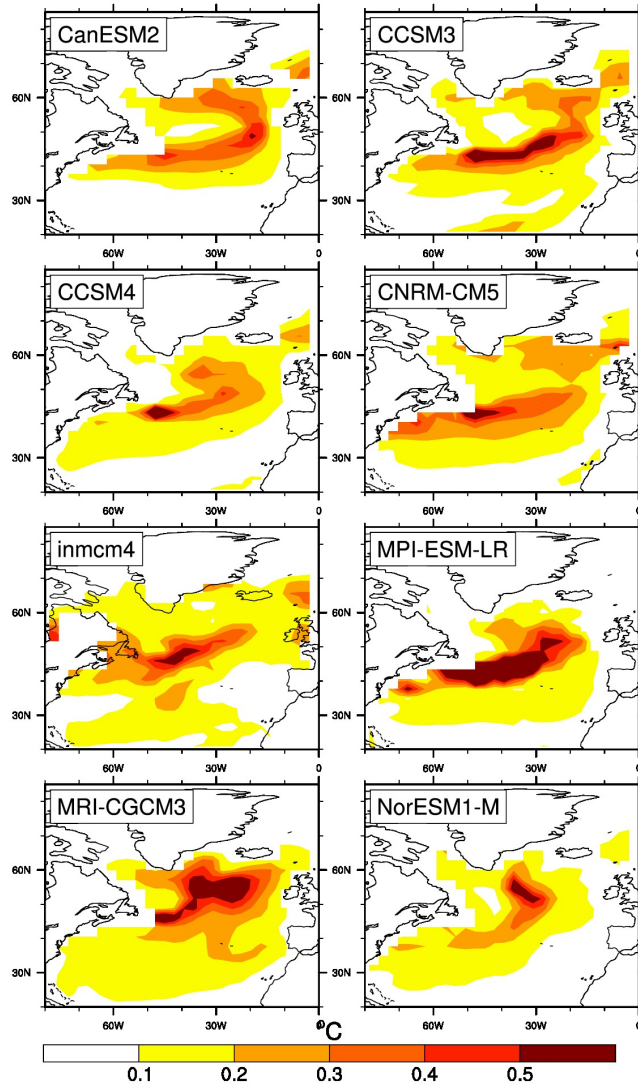 CanESM2 CCSM3
60N 60N
30N 30N
60W 30W 0 60W 30W 0
CCSM4 CNRM-CM5
60N 60N
30N 30N
60W 30W 0 60W 30W 0
inmcm4 MPI-ESM-LR
60N 60N
30N 30N
60W 30W 0 60W 30W 0
MRI-CGCM3 NorESM1-M
60N 60N
30N 30N
60W 30W 0 60W 30W 0
C
0.1 0.2 0.3 0.4 0.5